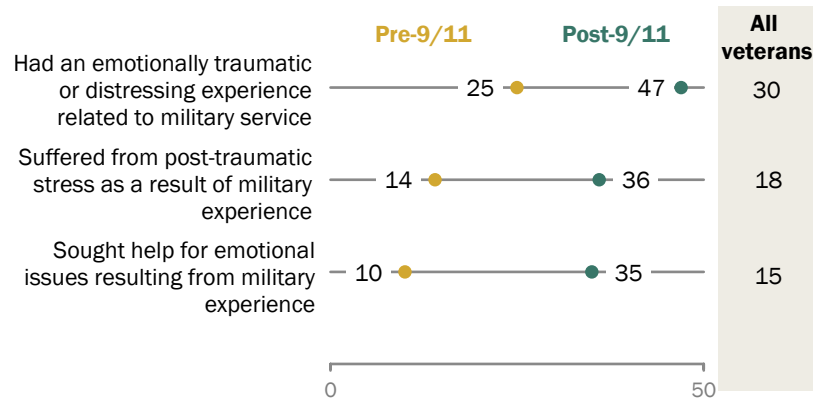 Pre-9/11 Post-9/11 All
veterans
Had an emotionally traumatic
or distressing experience 25 47 30
related to military service
Suffered from post-traumatic
stress as a result of military 14 36 18
experience
Sought help for emotional
issues resulting from military 10 35 15
experience
0 50